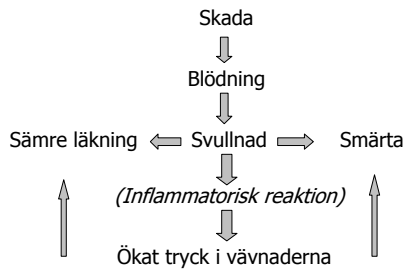 Skada
Blödning
Sämre läkning Svullnad Smärta
(Inflammatorisk reaktion)
Ökat tryck i vävnaderna